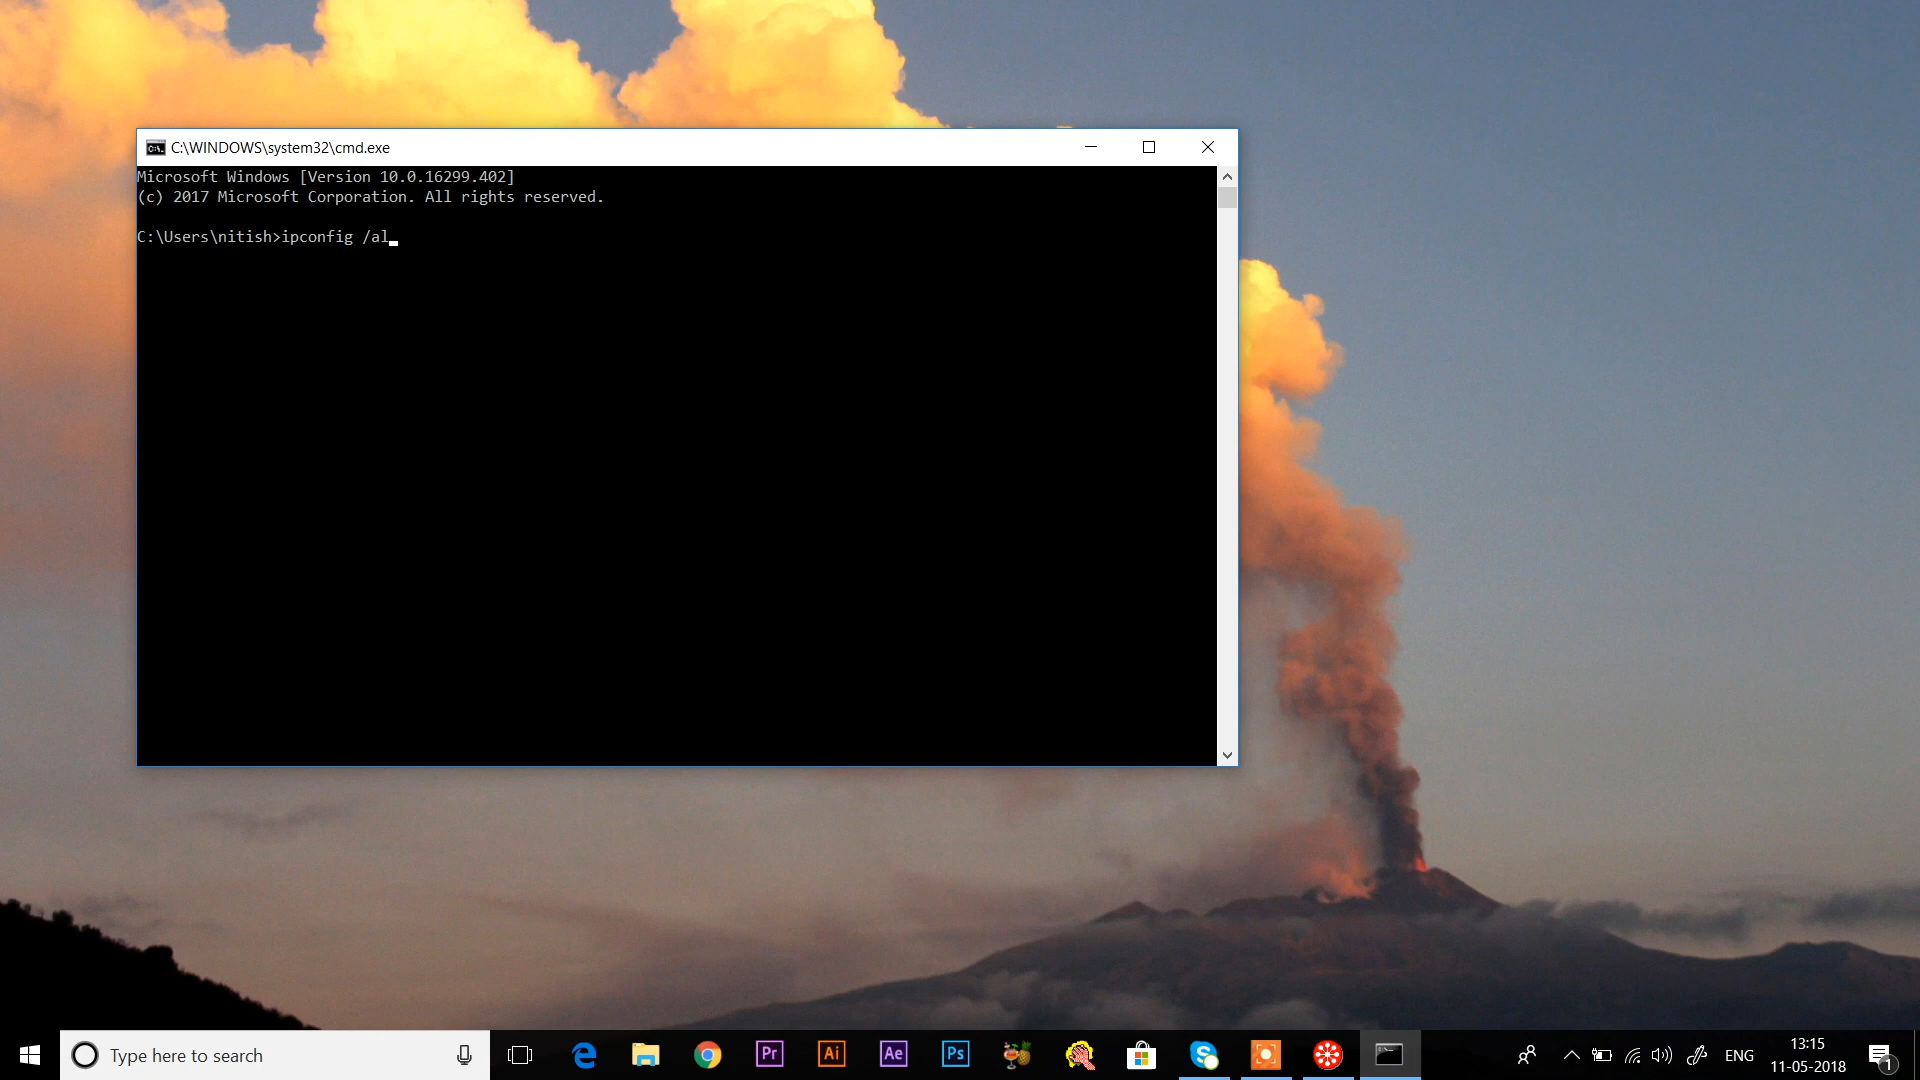 C:\WINDOWS\system32\cmd.exe
Microsoft Windows [Version 10.0.16299.402]
(c) 2017 Microsoft Corporation. All rights reserved.
C:\Users\nitish>ipconfig /al
Type here to search
Pr
Ai
Ae
Ps
ENG
13:15
11-05-2018
1